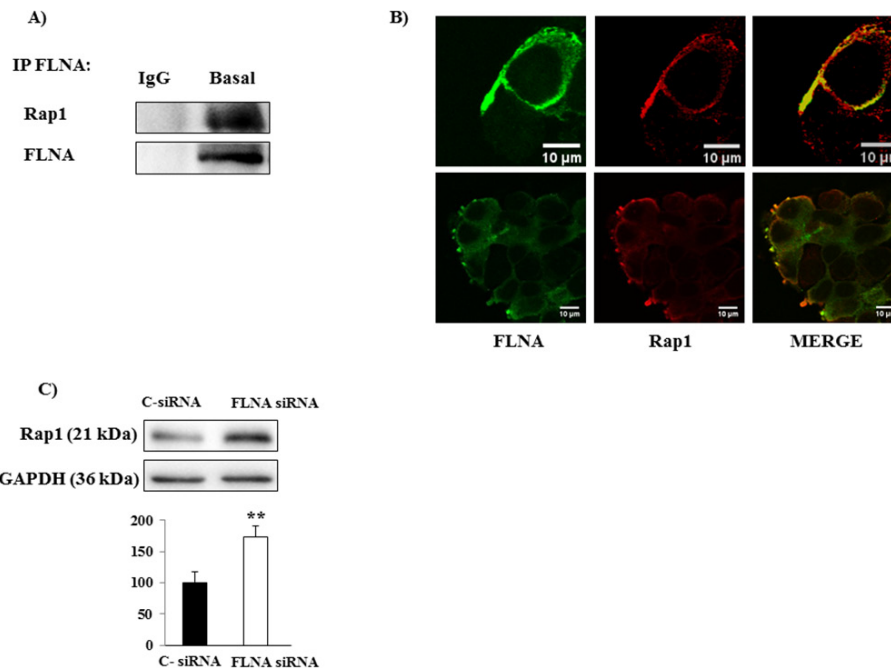 A)
IP FLNA:
IgG Basal
Rap1
FLNA
B)
10 µm 10 µm 10 µm
10 µm 10 µm 10 µm
FLNA Rap1 MERGE
C)
C-siRNA FLNA siRNA
Rap1 (21 kDa)
GAPDH (36 kDa)
**
200
150
100
50
0
C- siRNA FLNA siRNA